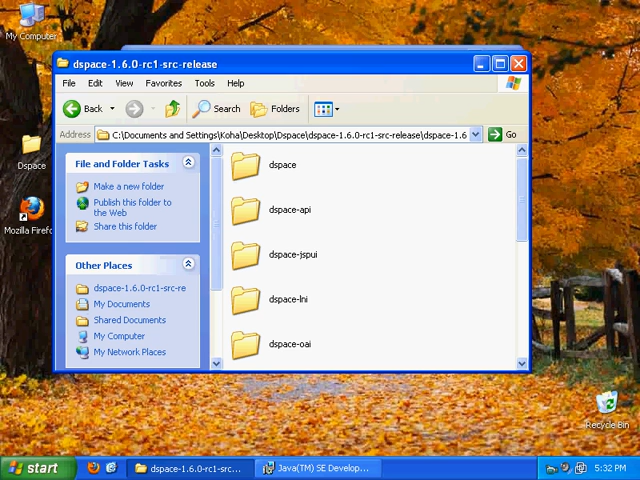 My Computer
Dspace
Mozilla Firefo
dspace-1.6.0-rc1-src-release
File Edit View Favorites Tools Help
Back Search Folders
Address C:\Documents and Settings\Koha\Desktop\Dspace\dspace-1.6.0-rc1-src-release\dspace-1.6 Go
File and Folder Tasks
Make a new folder
Publish this folder to
the Web
Share this folder
Other Places
dspace-1.6.0-rc1-src-re
My Documents
Shared Documents
My Computer
My Network Places
dspace
dspace-api
dspace-jspui
dspace-lni
dspace-oai
Recycle Bin
start dspace-1.6.0-rc1-src... Java(TM) SE Develop... 5:32 PM